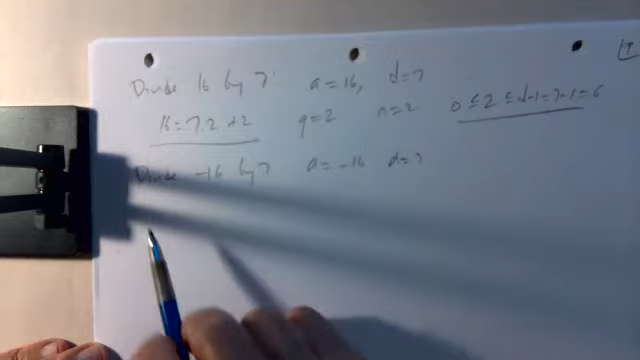 Divide 16 by 7 a = 16, d = 7
16 = 7.2 + 2 q = 2 r = 2 0 ≤ 2 ≤ d-1 = 7-1 = 6
Divide -16 by 7 a = -16 d = 7